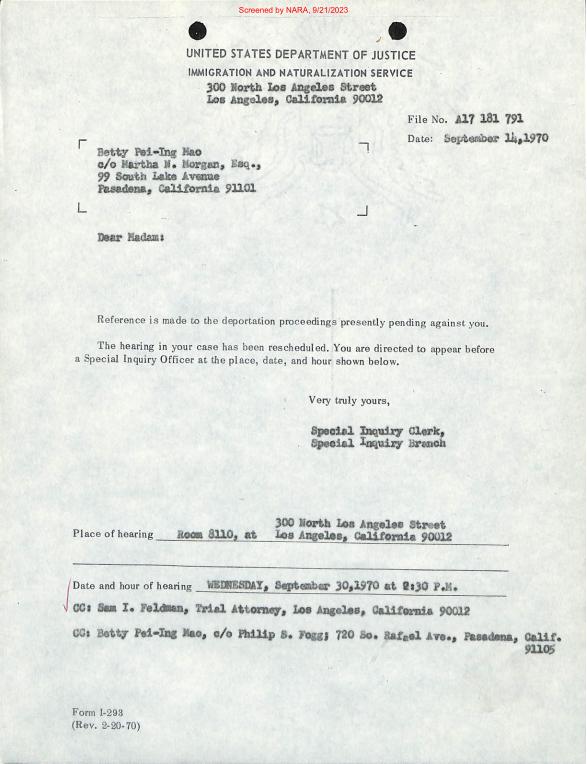 Screened by NARA, 9/21/2023
UNITED STATES DEPARTMENT OF JUSTICE
IMMIGRATION AND NATURALIZATION SERVICE
300 North Los Angeles Street
Los Angeles, California 90012
File No. A17 181 791
Date: September 14,1970
Betty Pei-Ing Mao
c/o Martha N. Morgan, Esq.,
99 South Lake Avenue
Pasadena, California 91101
Dear Madam:
Reference is made to the deportation proceedings presently pending against you.
The hearing in your case has been rescheduled. You are directed to appear before
a Special Inquiry Officer at the place, date, and hour shown below.
Very truly yours,
Special Inquiry Clerk,
Special Inquiry Branch
300 North Los Angeles Street
Place of hearing Room 8110, at Los Angeles, California 90012
Date and hour of hearing WEDNESDAY, September 30,1970 at 2:30 P.M.
CC: Sam I. Feldman, Trial Attorney, Los Angeles, California 90012
CC: Betty Pei-Ing Mao, c/o Philip S. Fogg; 720 So. Rafael Ave., Pasadena, Calif.
91105
Form I-293
(Rev. 2-20-70)